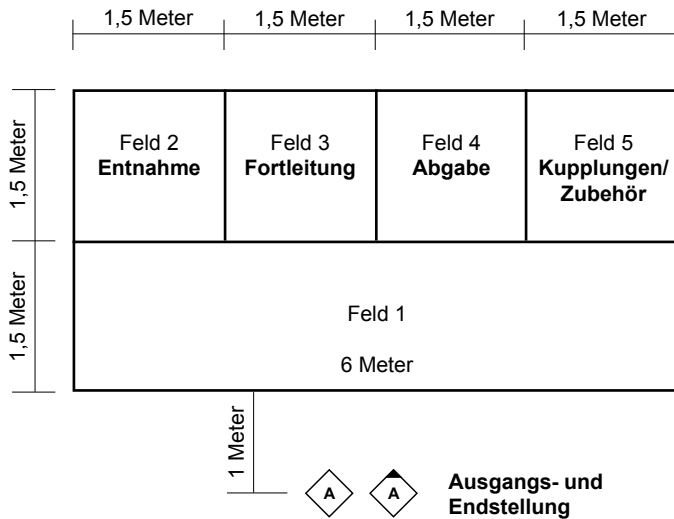 1,5 Meter 1,5 Meter 1,5 Meter 1,5 Meter
1,5 Meter
Feld 2
Entnahme
Feld 3
Fortleitung
Feld 4
Abgabe
Feld 5
Kupplungen/
Zubehör
1,5 Meter
Feld 1
6 Meter
1 Meter
A
A
Ausgangs- und
Endstellung